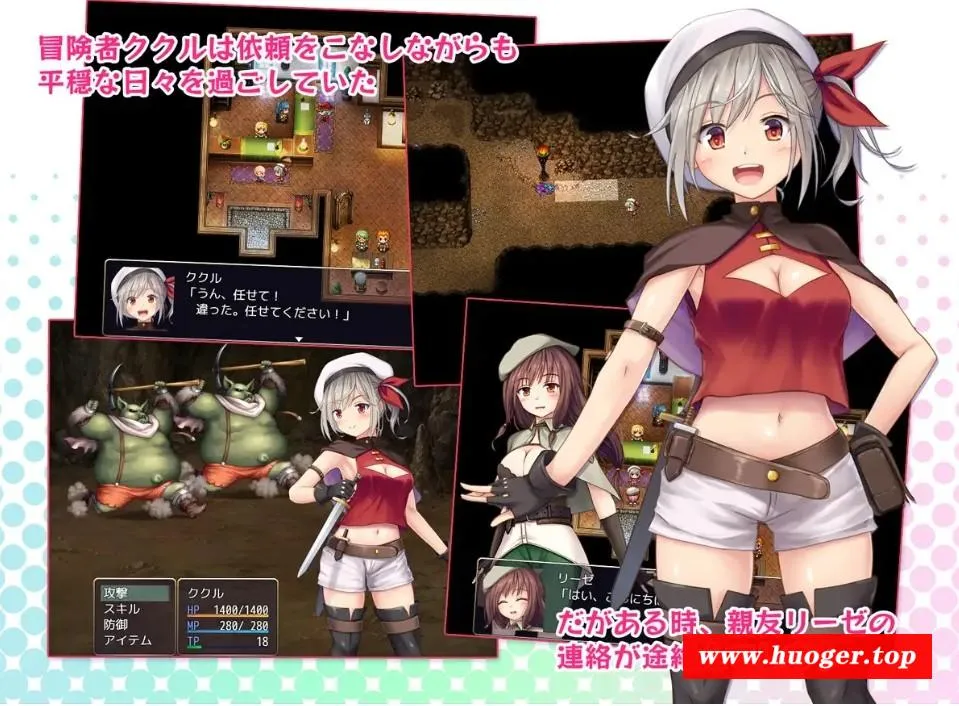 冒険者ククルは依頼をこなしながらも
平穏な日々を過ごしていた
ククル
「うん、任せて!
違った。任せてください!」
攻撃
スキル
防御
アイテム
ククル
HP 1400/1400
MP 280/ 280
TP 18
リーゼ
「はい、こ
だがある時、親友リーゼの
連絡が途
www.huoger.top